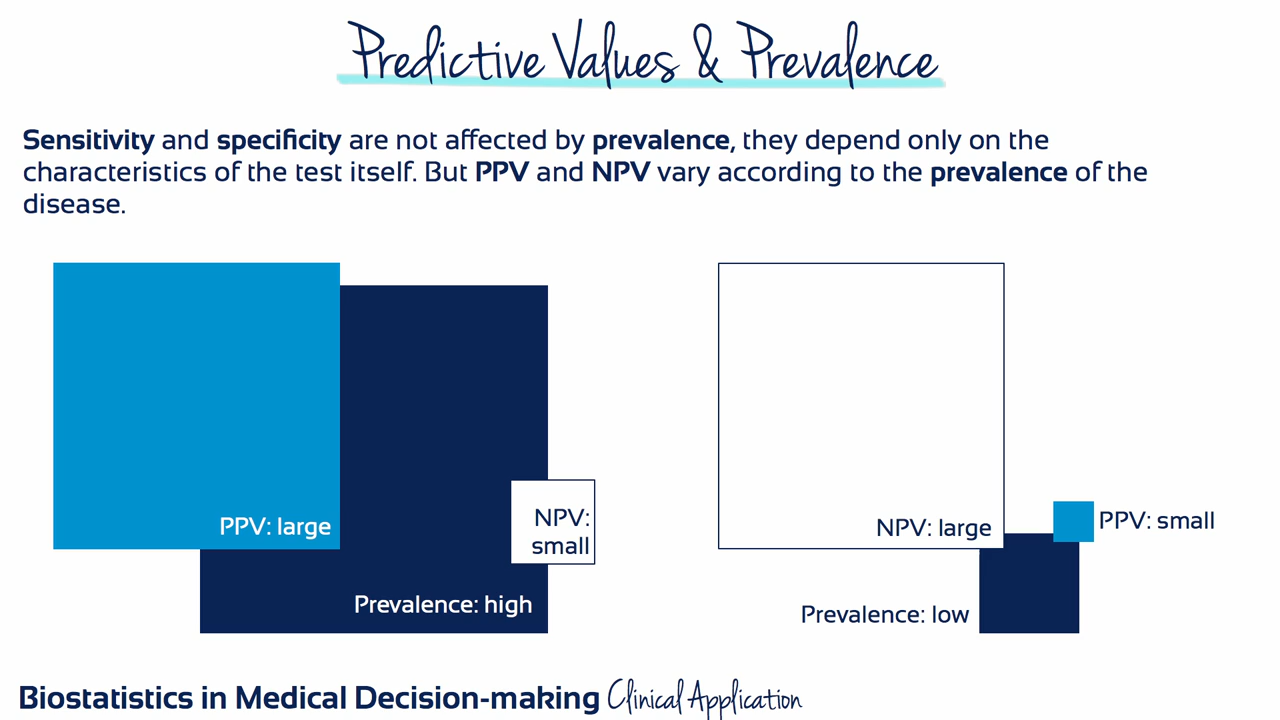 Predictive Values & Prevalence
Sensitivity and specificity are not affected by prevalence, they depend only on the
characteristics of the test itself. But PPV and NPV vary according to the prevalence of the
disease.
PPV: large
NPV:
small
Prevalence: high
NPV: large
PPV: small
Prevalence: low
Biostatistics in Medical Decision-making Clinical Application